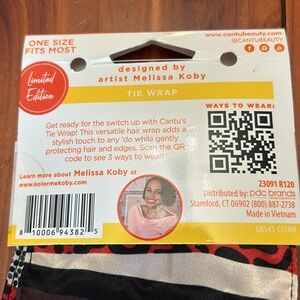 ONE SIZE
FITS MOST
www.cantubeauty.com
@CANTUBEAUTY
Limited
Edition
designed by
artist Melissa Koby
TIE WRAP
WAYS TO WEAR:
Get ready for the switch up with Cantu's
Tie Wrap! This versatile hair wrap adds a
stylish touch to any 'do while gently
protecting hair and edges. Scan the QR
code to see 3 ways to wear!
Learn more about Melissa Koby at
www.kolormekoby.com
8 10006 94382 5
23091 R120
Distributed by: pdc brands
Stamford, CT 06902 (800) 887-2738
Made in Vietnam
08343-C01MX